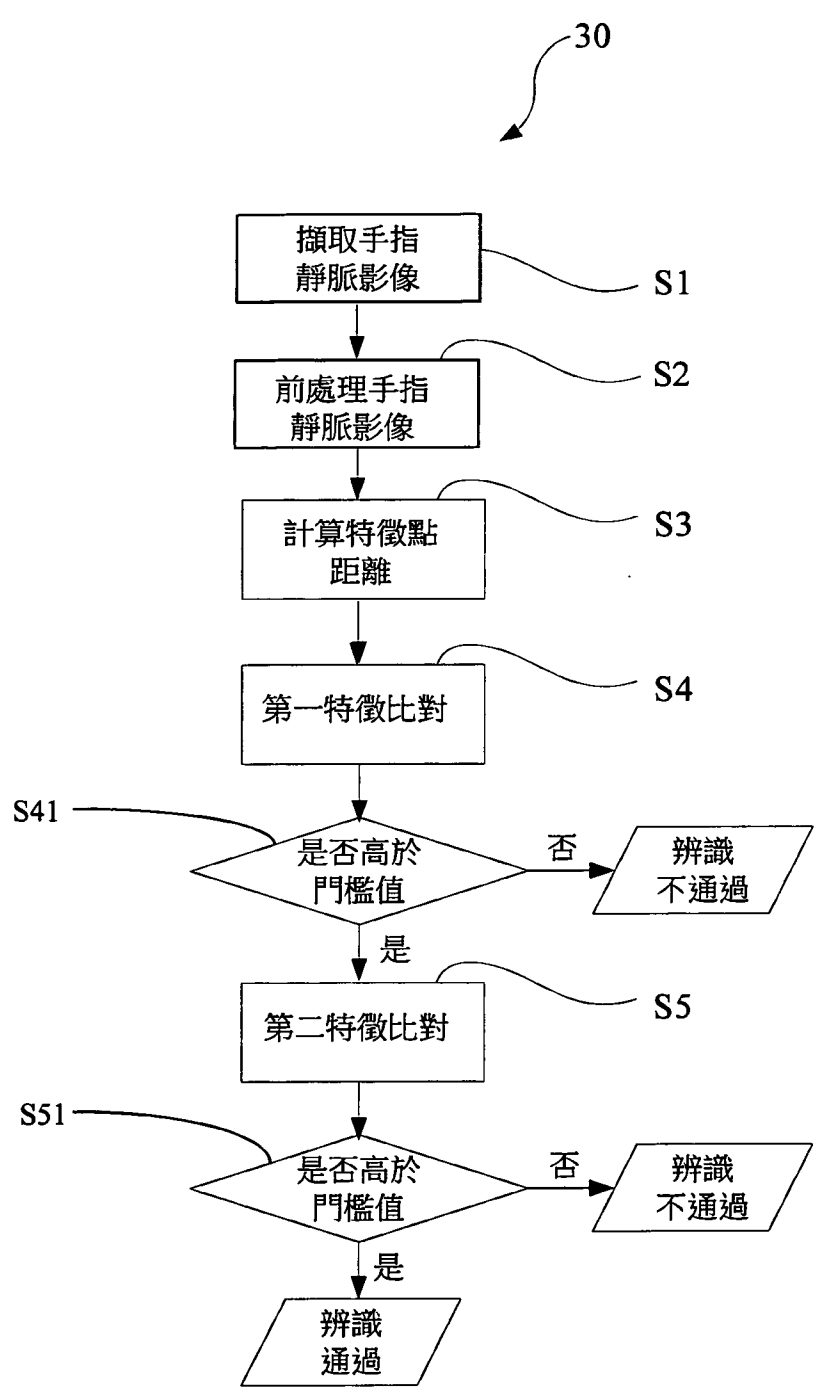 30
擷取手指
靜脈影像
S1
前處理手指
靜脈影像
S2
計算特徵點
距離
S3
第一特徵比對
S4
S41
是否高於
門檻值
否
辨識
不通過
是
第二特徵比對
S5
S51
是否高於
門檻值
否
辨識
不通過
是
辨識
通過